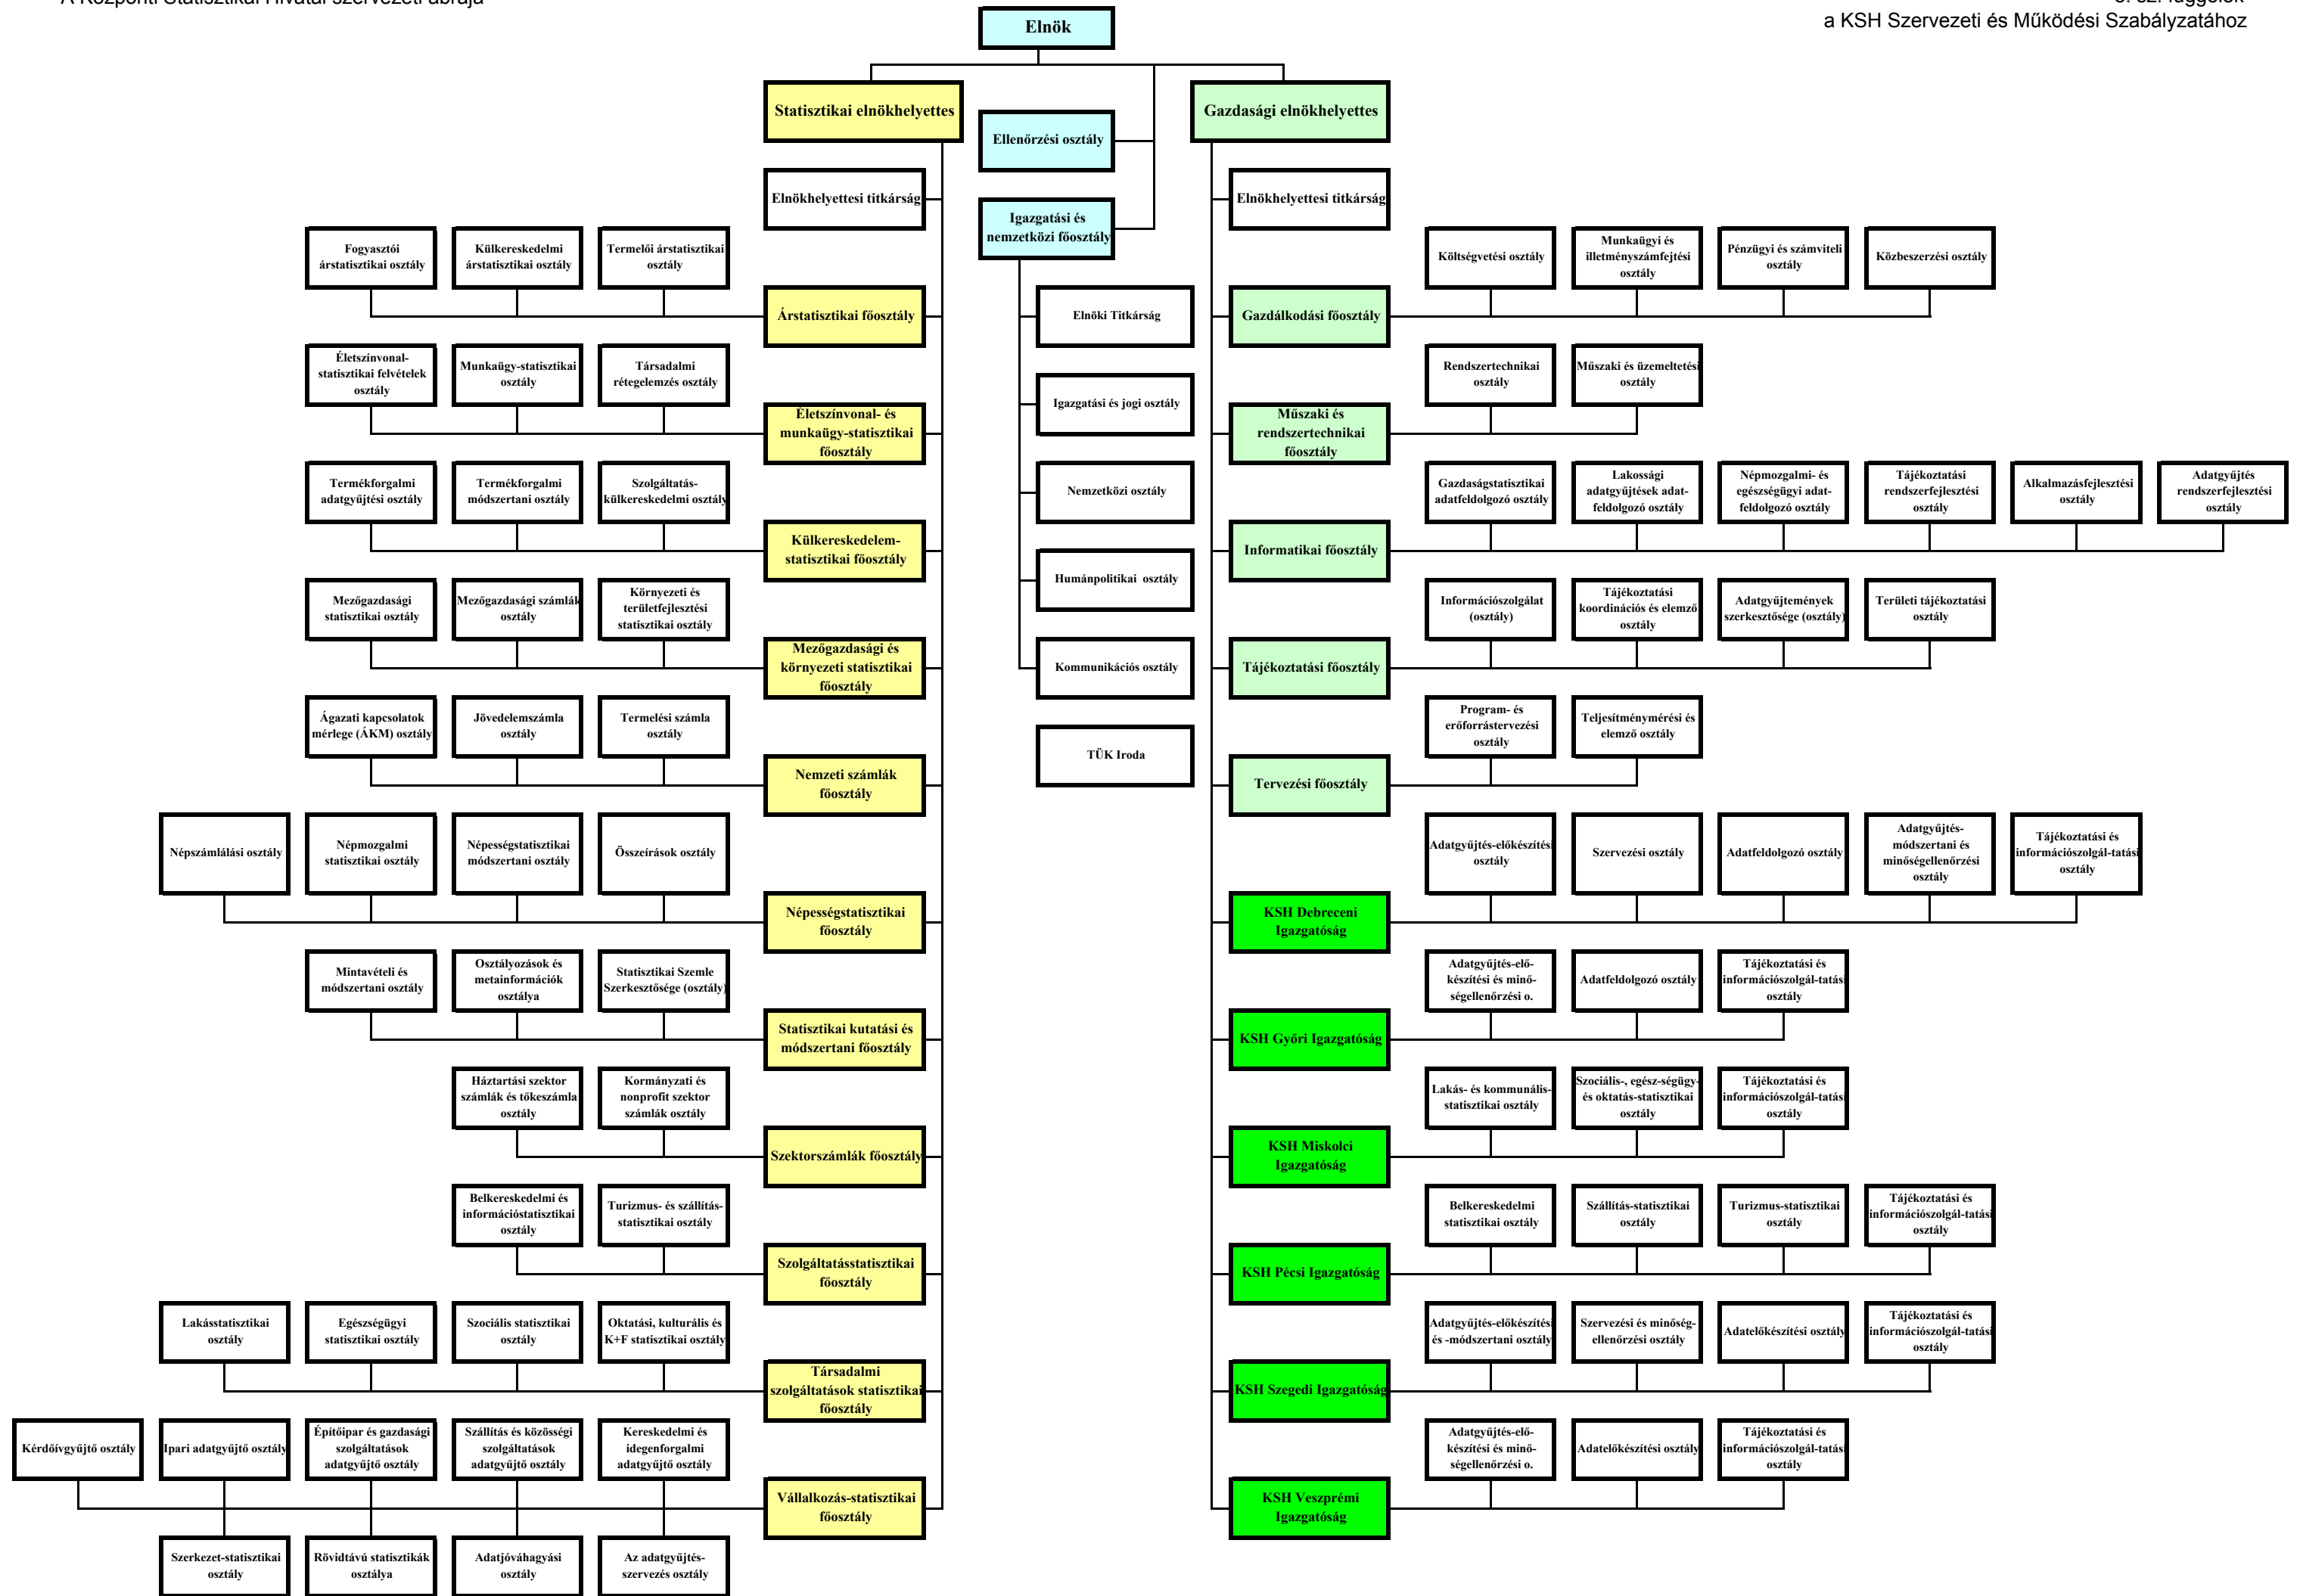 A Központi Statisztikai Hivatal szervezeti ábrája
a KSH Szervezeti és Működési Szabályzatához
Elnök
Statisztikai elnökhelyettes
Gazdasági elnökhelyettes
Ellenőrzési osztály
Igazgatási és
nemzetközi főosztály
Elnöki Titkárság
Igazgatási és jogi osztály
Nemzetközi osztály
Humánpolitikai osztály
Kommunikációs osztály
TÜK Iroda
Elnökhelyettesi titkárság
Fogyasztói
árstatisztikai osztály
Külkereskedelmi
árstatisztikai osztály
Termelői árstatisztikai
osztály
Árstatisztikai főosztály
Életszínvonal-
statisztikai felvételek
osztály
Munkaügy-statisztikai
osztály
Társadalmi
rétegelemzés osztály
Életszínvonal- és
munkaügy-statisztikai
főosztály
Termékforgalmi
adatgyűjtési osztály
Termékforgalmi
módszertani osztály
Szolgáltatás-
külkereskedelmi osztály
Külkereskedelem-
statisztikai főosztály
Mezőgazdasági
statisztikai osztály
Mezőgazdasági számlák
osztály
Környezeti és
területfejlesztési
statisztikai osztály
Mezőgazdasági és
környezeti statisztikai
főosztály
Ágazati kapcsolatok
mérlege (ÁKM) osztály
Jövedelemszámla
osztály
Termelési számla
osztály
Nemzeti számlák
főosztály
Népszámlálási osztály
Népmozgalmi
statisztikai osztály
Népességstatisztikai
módszertani osztály
Összeírások osztály
Népességstatisztikai
főosztály
Mintavételi és
módszertani osztály
Osztályozások és
metainformációk
osztálya
Statisztikai Szemle
Szerkesztősége (osztály)
Statisztikai kutatási és
módszertani főosztály
Háztartási szektor
számlák és tőkeszámla
osztály
Kormányzati és
nonprofit szektor
számlák osztály
Szektorszámlák főosztály
Belkereskedelmi és
információstatisztikai
osztály
Turizmus- és szállítás-
statisztikai osztály
Szolgáltatásstatisztikai
főosztály
Lakásstatisztikai
osztály
Egészségügyi
statisztikai osztály
Szociális statisztikai
osztály
Oktatási, kulturális és
K+F statisztikai osztály
Társadalmi
szolgáltatások statisztikai
főosztály
Kérdőívgyűjtő osztály
Ipari adatgyűjtő osztály
Építőipar és gazdasági
szolgáltatások
adatgyűjtő osztály
Szállítás és közösségi
szolgáltatások
adatgyűjtő osztály
Kereskedelmi és
idegenforgalmi
adatgyűjtő osztály
Vállalkozás-statisztikai
főosztály
Szerkezet-statisztikai
osztály
Rövidtávú statisztikák
osztálya
Adatjóváhagyási
osztály
Az adatgyűjtés-
szervezés osztály
Elnökhelyettesi titkárság
Költségvetési osztály
Munkaügyi és
illetményszámfejtési
osztály
Pénzügyi és számviteli
osztály
Közbeszerzési osztály
Gazdálkodási főosztály
Rendszertechnikai
osztály
Műszaki és üzemeltetési
osztály
Műszaki és
rendszertechnikai
főosztály
Gazdaságstatisztikai
adatfeldolgozó osztály
Lakossági
adatgyűjtések adat-
feldolgozó osztály
Népmozgalmi- és
egészségügyi adat-
feldolgozó osztály
Tájékoztatási
rendszerfejlesztési
osztály
Alkalmazásfejlesztési
osztály
Adatgyűjtés
rendszerfejlesztési
osztály
Informatikai főosztály
Információszolgálat
(osztály)
Tájékoztatási
koordinációs és elemző
osztály
Adatgyűjtemények
szerkesztősége (osztály)
Területi tájékoztatási
osztály
Tájékoztatási főosztály
Program- és
erőforrástervezési
osztály
Teljesítménymérési és
elemző osztály
Tervezési főosztály
Adatgyűjtés-előkészítési
osztály
Szervezési osztály
Adatfeldolgozó osztály
Adatgyűjtés-
módszertani és
minőségellenőrzési
osztály
Tájékoztatási és
információszolgál-tatási
osztály
KSH Debreceni
Igazgatóság
Adatgyűjtés-elő-
készítési és minő-
ségellenőrzési o.
Adatfeldolgozó osztály
Tájékoztatási és
információszolgál-tatási
osztály
KSH Győri Igazgatóság
Lakás- és kommunális-
statisztikai osztály
Szociális-, egész-ségügy-
és oktatás-statisztikai
osztály
Tájékoztatási és
információszolgál-tatási
osztály
KSH Miskolci
Igazgatóság
Belkereskedelmi
statisztikai osztály
Szállítás-statisztikai
osztály
Turizmus-statisztikai
osztály
Tájékoztatási és
információszolgál-tatási
osztály
KSH Pécsi Igazgatóság
Adatgyűjtés-előkészítési
és -módszertani osztály
Szervezési és minőség-
ellenőrzési osztály
Adatelőkészítési osztály
Tájékoztatási és
információszolgál-tatási
osztály
KSH Szegedi Igazgatóság
Adatgyűjtés-elő-
készítési és minő-
ségellenőrzési o.
Adatelőkészítési osztály
Tájékoztatási és
információszolgál-tatási
osztály
KSH Veszprémi
Igazgatóság